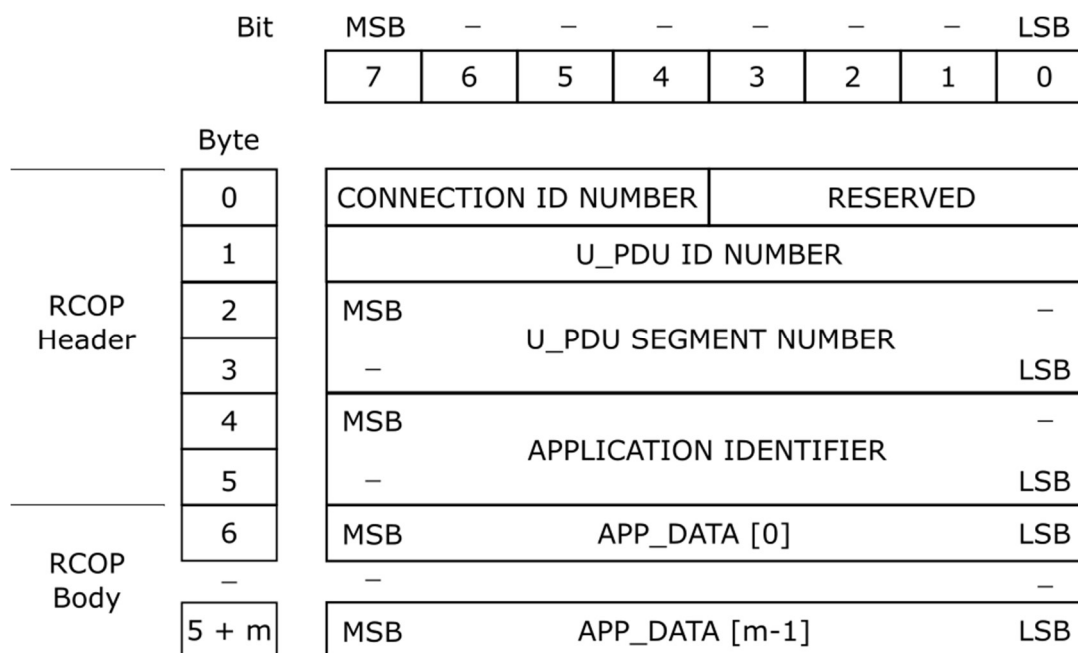 Bit MSB – – – – – – LSB
7 6 5 4 3 2 1 0
Byte
0 CONNECTION ID NUMBER RESERVED
1 U_PDU ID NUMBER
RCOP
Header
2 MSB –
U_PDU SEGMENT NUMBER
3 – LSB
4 MSB –
APPLICATION IDENTIFIER
5 – LSB
6 MSB APP_DATA [0] LSB
RCOP
Body
– – –
5 + m MSB APP_DATA [m-1] LSB